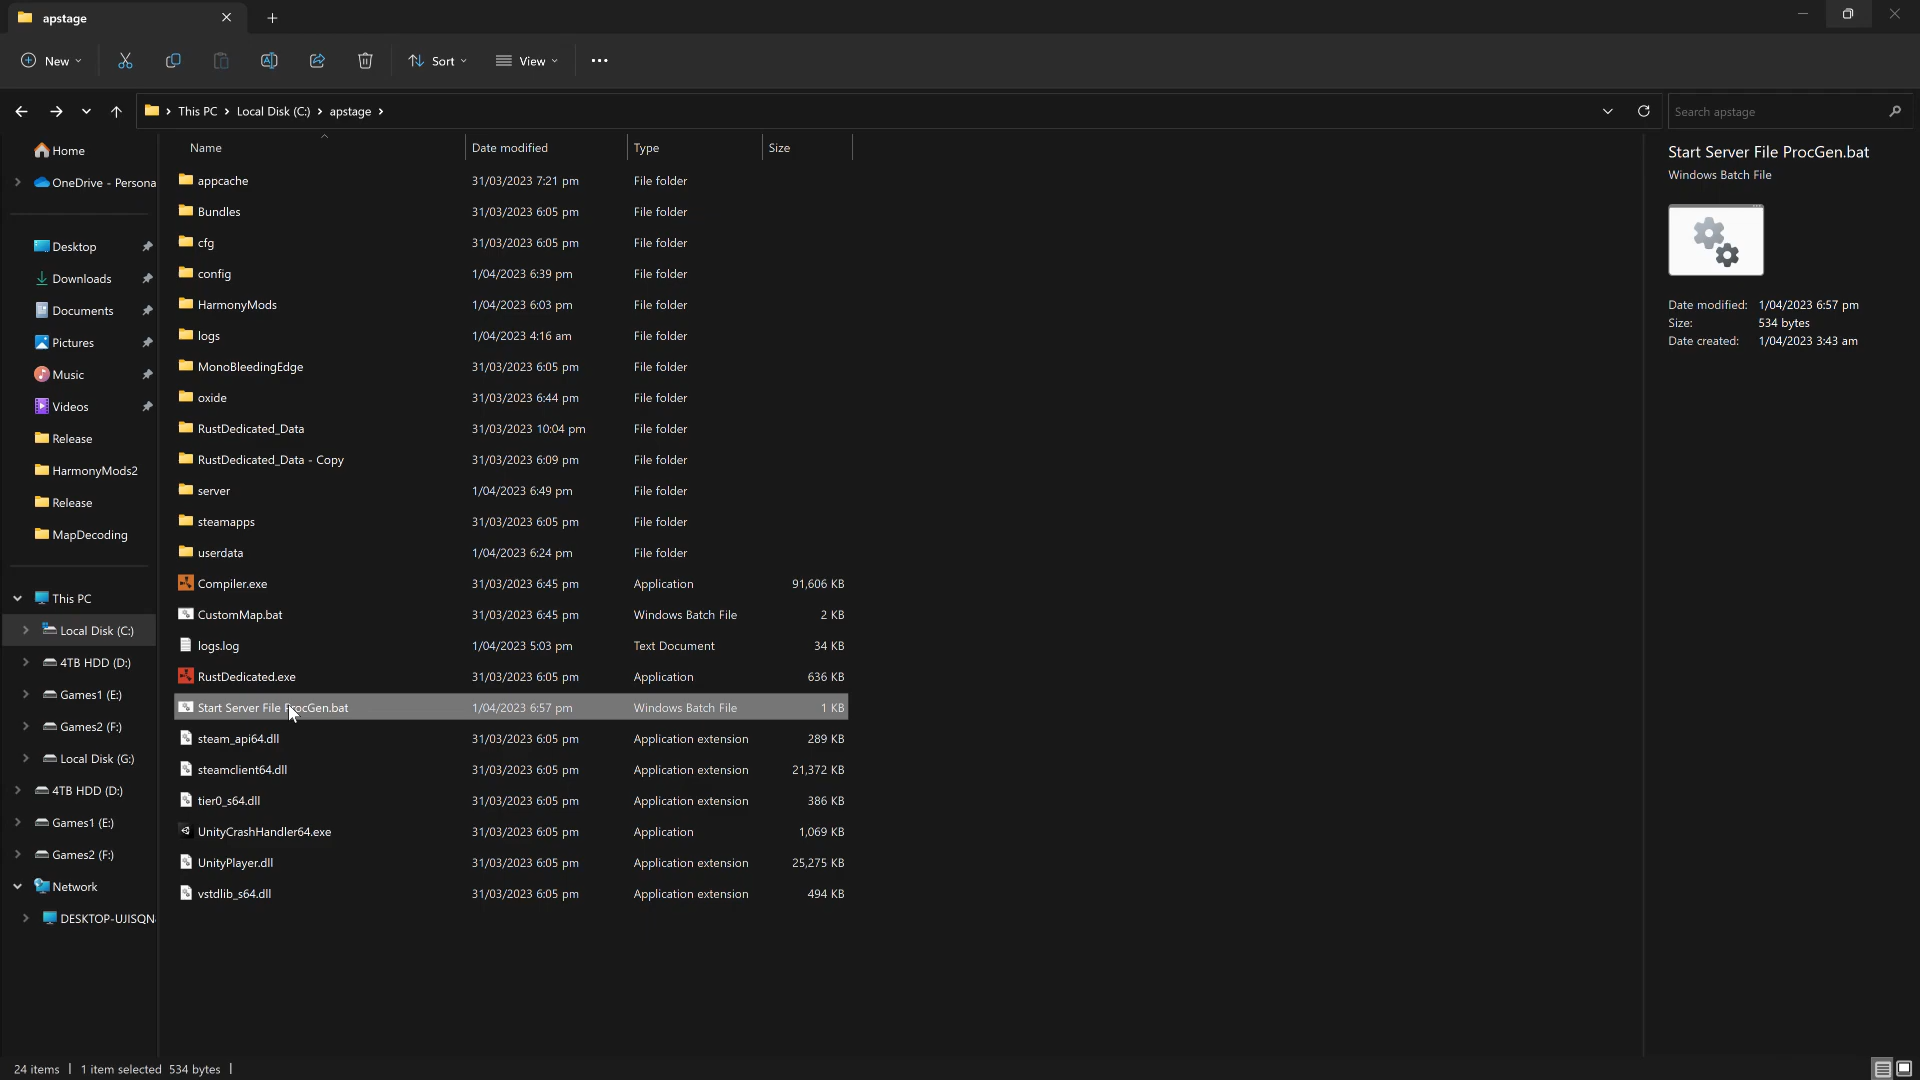 apstage
New
Sort
View
This PC
Local Disk (C:)
apstage
Search apstage
Home
OneDrive - Persona
Desktop
Downloads
Documents
Pictures
Music
Videos
Release
HarmonyMods2
Release
MapDecoding
This PC
Local Disk (C:)
4TB HDD (D:)
Games1 (E:)
Games2 (F:)
Local Disk (G:)
4TB HDD (D:)
Games1 (E:)
Games2 (F:)
Network
DESKTOP-UJISQN
Name Date modified Type Size
appcache 31/03/2023 7:21 pm File folder
Bundles 31/03/2023 6:05 pm File folder
cfg 31/03/2023 6:05 pm File folder
config 1/04/2023 6:39 pm File folder
HarmonyMods 1/04/2023 6:03 pm File folder
logs 1/04/2023 4:16 am File folder
MonoBleedingEdge 31/03/2023 6:05 pm File folder
oxide 31/03/2023 6:44 pm File folder
RustDedicated_Data 31/03/2023 10:04 pm File folder
RustDedicated_Data - Copy 31/03/2023 6:09 pm File folder
server 1/04/2023 6:49 pm File folder
steamapps 31/03/2023 6:05 pm File folder
userdata 1/04/2023 6:24 pm File folder
Compiler.exe 31/03/2023 6:45 pm Application 91,606 KB
CustomMap.bat 31/03/2023 6:45 pm Windows Batch File 2 KB
logs.log 1/04/2023 5:03 pm Text Document 34 KB
RustDedicated.exe 31/03/2023 6:05 pm Application 636 KB
Start Server File ProcGen.bat 1/04/2023 6:57 pm Windows Batch File 1 KB
steam_api64.dll 31/03/2023 6:05 pm Application extension 289 KB
steamclient64.dll 31/03/2023 6:05 pm Application extension 21,372 KB
tier0_s64.dll 31/03/2023 6:05 pm Application extension 386 KB
UnityCrashHandler64.exe 31/03/2023 6:05 pm Application 1,069 KB
UnityPlayer.dll 31/03/2023 6:05 pm Application extension 25,275 KB
vstdlib_s64.dll 31/03/2023 6:05 pm Application extension 494 KB
Start Server File ProcGen.bat
Windows Batch File
Date modified: 1/04/2023 6:57 pm
Size: 534 bytes
Date created: 1/04/2023 3:43 am
24 items 1 item selected 534 bytes